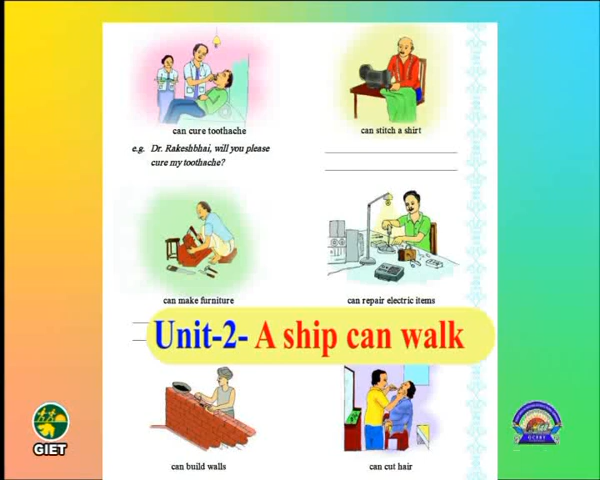 can cure toothache
can stitch a shirt
e.g. Dr. Rakeshbhai, will you please
cure my toothache?
can make furniture
can repair electric items
Unit-2- A ship can walk
can build walls
can cut hair
GIET
GCERT